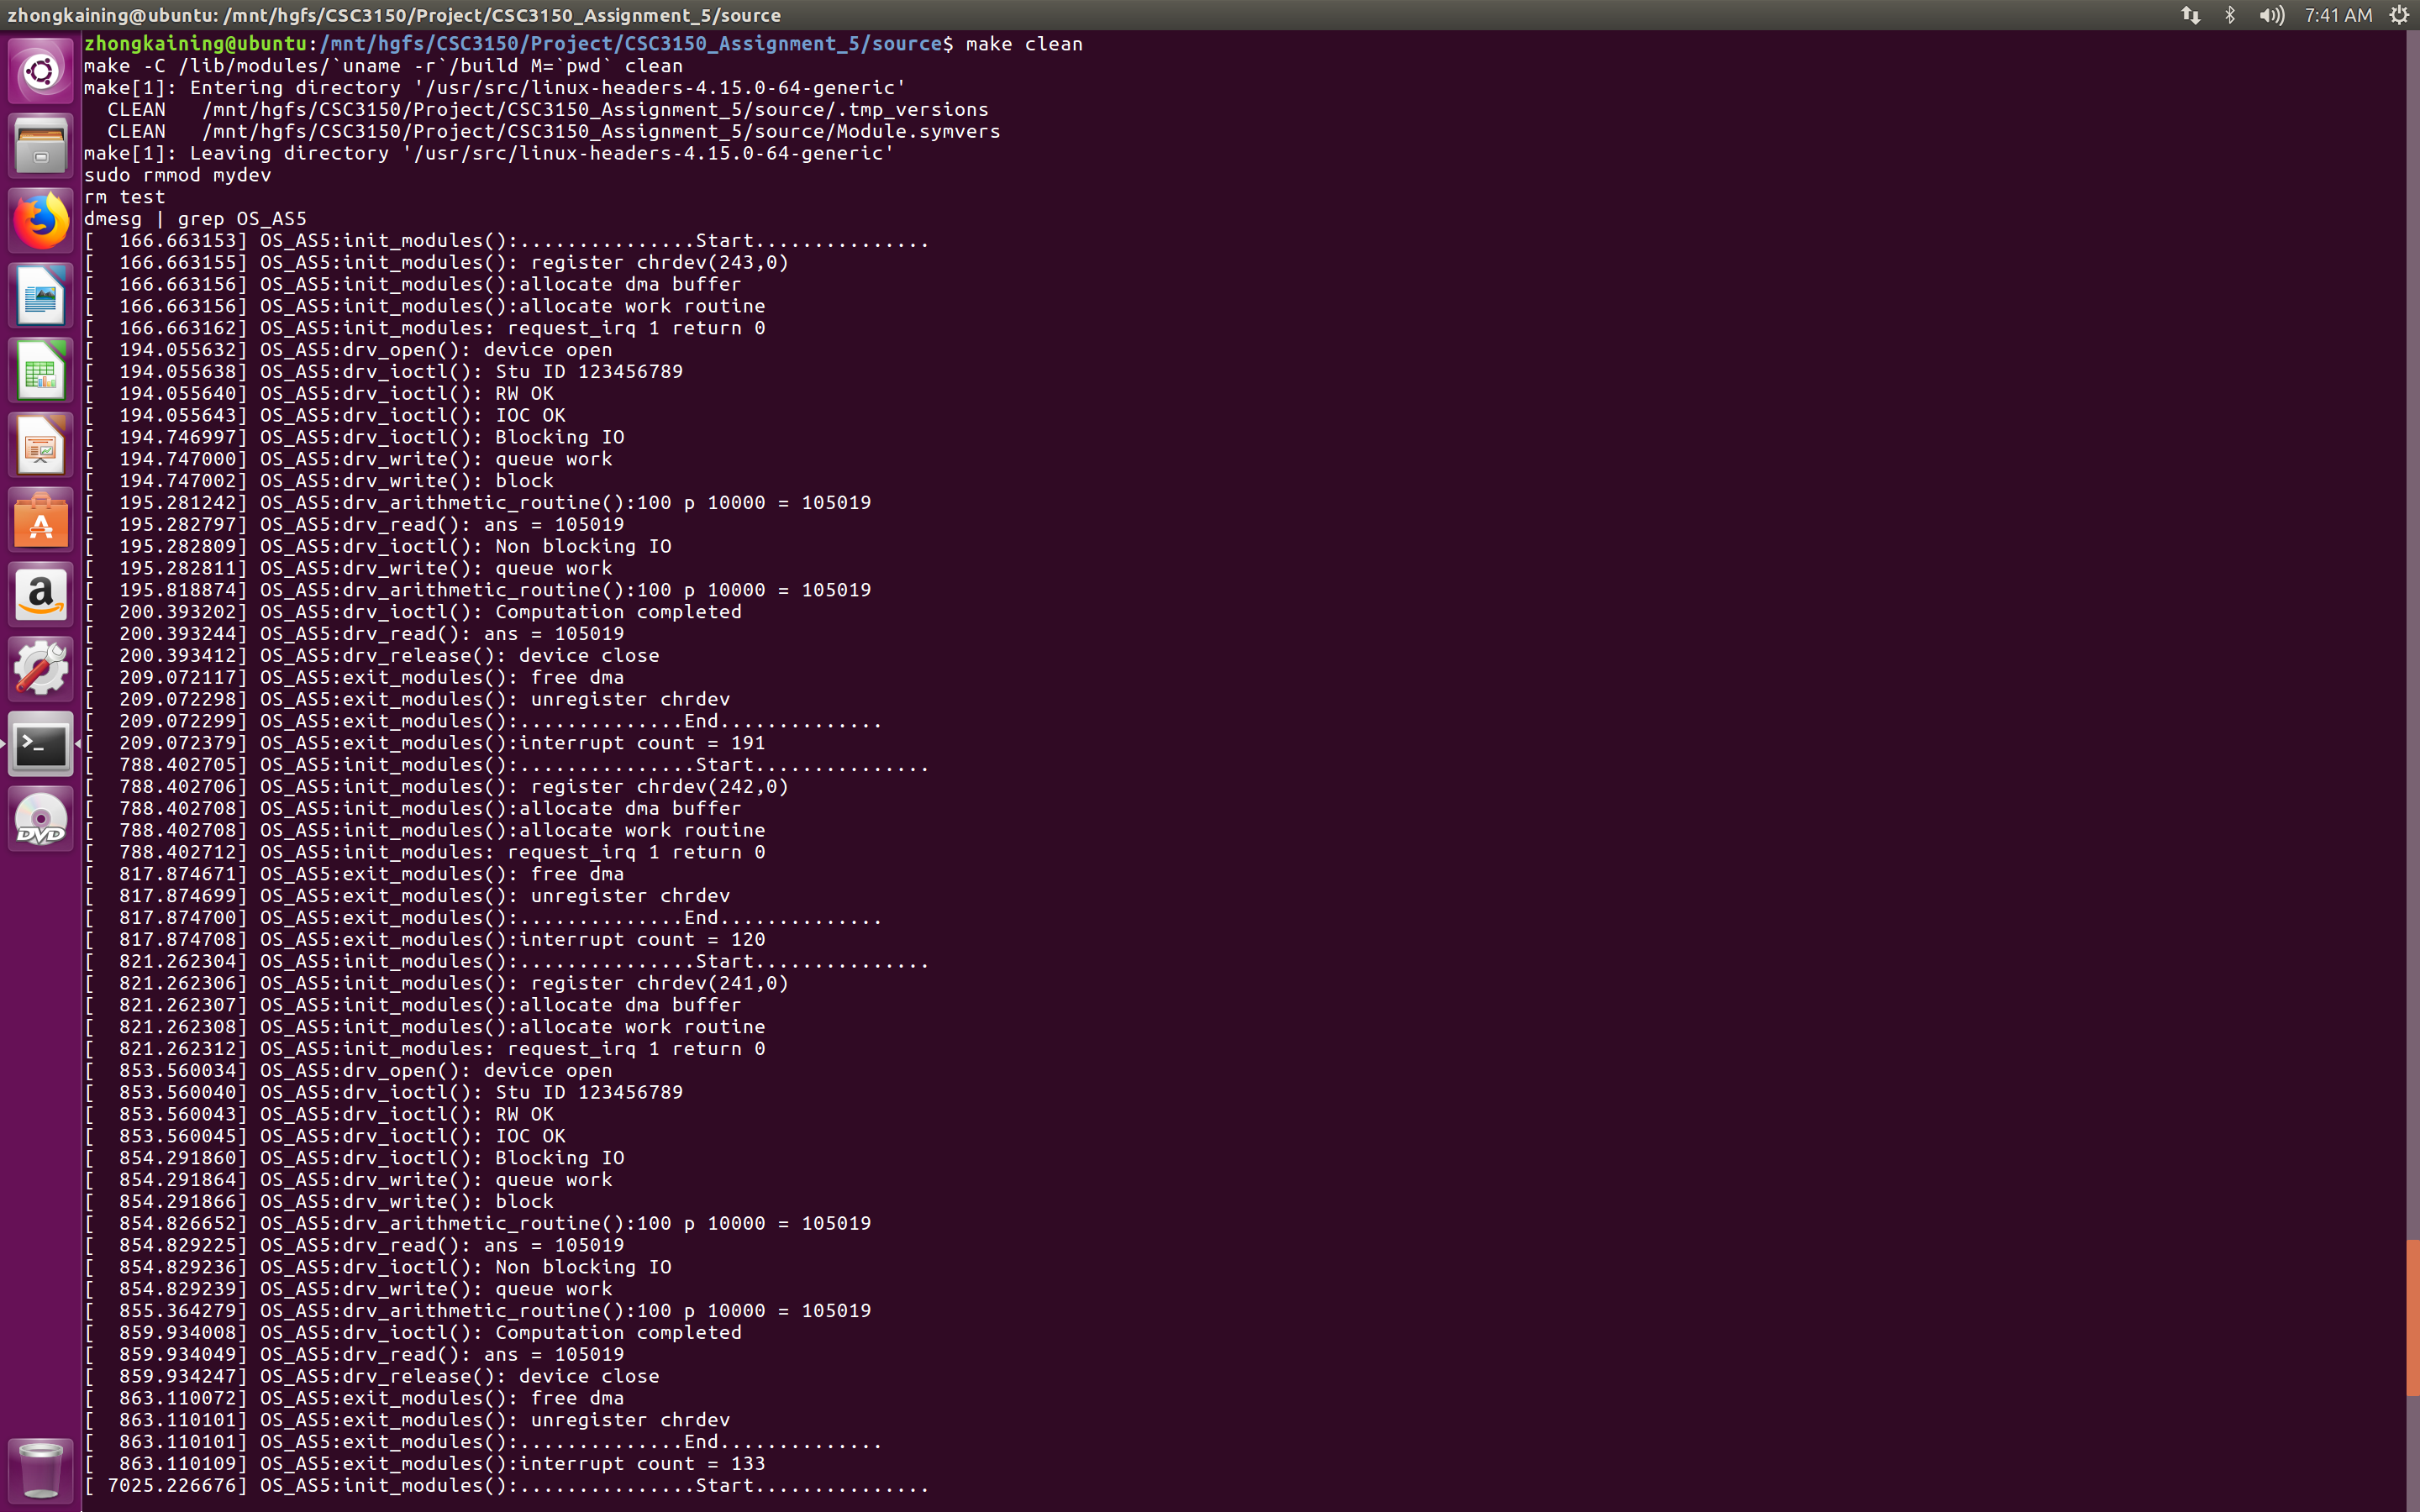 zhongkaining@ubuntu: /mnt/hgfs/CSC3150/Project/CSC3150_Assignment_5/source
7:41 AM
zhongkaining@ubuntu:/mnt/hgfs/CSC3150/Project/CSC3150_Assignment_5/source$ make clean
make -C /lib/modules/`uname -r`/build M=`pwd` clean
make[1]: Entering directory '/usr/src/linux-headers-4.15.0-64-generic'
  CLEAN   /mnt/hgfs/CSC3150/Project/CSC3150_Assignment_5/source/.tmp_versions
  CLEAN   /mnt/hgfs/CSC3150/Project/CSC3150_Assignment_5/source/Module.symvers
make[1]: Leaving directory '/usr/src/linux-headers-4.15.0-64-generic'
sudo rmmod mydev
rm test
dmesg | grep OS_AS5
[  166.663153] OS_AS5:init_modules():...............Start...............
[  166.663155] OS_AS5:init_modules(): register chrdev(243,0)
[  166.663156] OS_AS5:init_modules():allocate dma buffer
[  166.663156] OS_AS5:init_modules():allocate work routine
[  166.663162] OS_AS5:init_modules: request_irq 1 return 0
[  194.055632] OS_AS5:drv_open(): device open
[  194.055638] OS_AS5:drv_ioctl(): Stu ID 123456789
[  194.055640] OS_AS5:drv_ioctl(): RW OK
[  194.055643] OS_AS5:drv_ioctl(): IOC OK
[  194.746997] OS_AS5:drv_ioctl(): Blocking IO
[  194.747000] OS_AS5:drv_write(): queue work
[  194.747002] OS_AS5:drv_write(): block
[  195.281242] OS_AS5:drv_arithmetic_routine():100 p 10000 = 105019
[  195.282797] OS_AS5:drv_read(): ans = 105019
[  195.282809] OS_AS5:drv_ioctl(): Non blocking IO
[  195.282811] OS_AS5:drv_write(): queue work
[  195.818874] OS_AS5:drv_arithmetic_routine():100 p 10000 = 105019
[  200.393202] OS_AS5:drv_ioctl(): Computation completed
[  200.393244] OS_AS5:drv_read(): ans = 105019
[  200.393412] OS_AS5:drv_release(): device close
[  209.072117] OS_AS5:exit_modules(): free dma
[  209.072298] OS_AS5:exit_modules(): unregister chrdev
[  209.072299] OS_AS5:exit_modules():..............End..............
[  209.072379] OS_AS5:exit_modules():interrupt count = 191
[  788.402705] OS_AS5:init_modules():...............Start...............
[  788.402706] OS_AS5:init_modules(): register chrdev(242,0)
[  788.402708] OS_AS5:init_modules():allocate dma buffer
[  788.402708] OS_AS5:init_modules():allocate work routine
[  788.402712] OS_AS5:init_modules: request_irq 1 return 0
[  817.874671] OS_AS5:exit_modules(): free dma
[  817.874699] OS_AS5:exit_modules(): unregister chrdev
[  817.874700] OS_AS5:exit_modules():..............End..............
[  817.874708] OS_AS5:exit_modules():interrupt count = 120
[  821.262304] OS_AS5:init_modules():...............Start...............
[  821.262306] OS_AS5:init_modules(): register chrdev(241,0)
[  821.262307] OS_AS5:init_modules():allocate dma buffer
[  821.262308] OS_AS5:init_modules():allocate work routine
[  821.262312] OS_AS5:init_modules: request_irq 1 return 0
[  853.560034] OS_AS5:drv_open(): device open
[  853.560040] OS_AS5:drv_ioctl(): Stu ID 123456789
[  853.560043] OS_AS5:drv_ioctl(): RW OK
[  853.560045] OS_AS5:drv_ioctl(): IOC OK
[  854.291860] OS_AS5:drv_ioctl(): Blocking IO
[  854.291864] OS_AS5:drv_write(): queue work
[  854.291866] OS_AS5:drv_write(): block
[  854.826652] OS_AS5:drv_arithmetic_routine():100 p 10000 = 105019
[  854.829225] OS_AS5:drv_read(): ans = 105019
[  854.829236] OS_AS5:drv_ioctl(): Non blocking IO
[  854.829239] OS_AS5:drv_write(): queue work
[  855.364279] OS_AS5:drv_arithmetic_routine():100 p 10000 = 105019
[  859.934008] OS_AS5:drv_ioctl(): Computation completed
[  859.934049] OS_AS5:drv_read(): ans = 105019
[  859.934247] OS_AS5:drv_release(): device close
[  863.110072] OS_AS5:exit_modules(): free dma
[  863.110101] OS_AS5:exit_modules(): unregister chrdev
[  863.110101] OS_AS5:exit_modules():..............End..............
[  863.110109] OS_AS5:exit_modules():interrupt count = 133
[ 7025.226676] OS_AS5:init_modules():...............Start...............
DVD